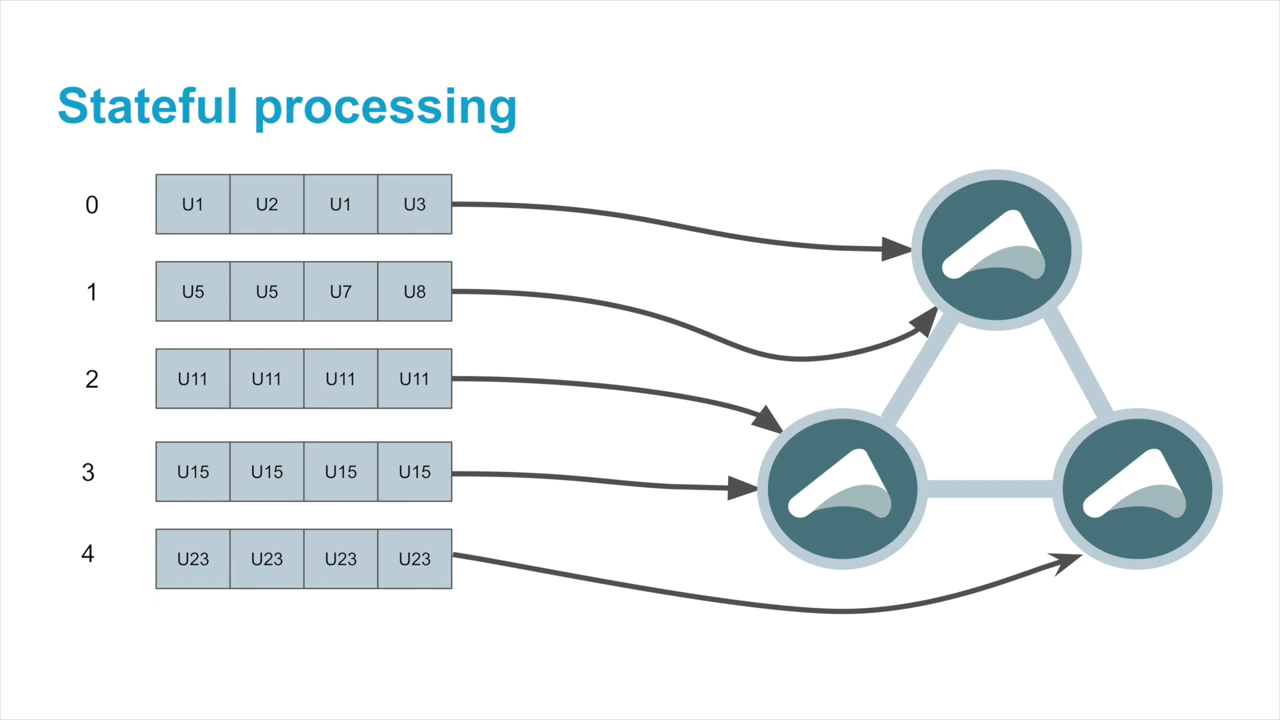 Stateful processing
0 U1 U2 U1 U3
1 U5 U5 U7 U8
2 U11 U11 U11 U11
3 U15 U15 U15 U15
4 U23 U23 U23 U23